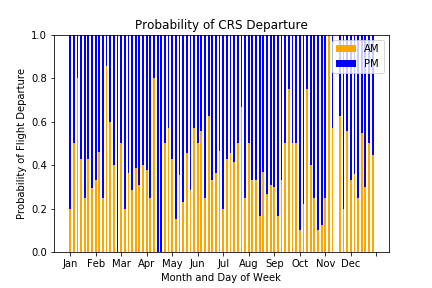 Probability of CRS Departure
Probability of Flight Departure
1.0
0.8
0.6
0.4
0.2
0.0
AM
PM
Jan Feb Mar Apr May Jun Jul Aug Sep Oct Nov Dec
Month and Day of Week